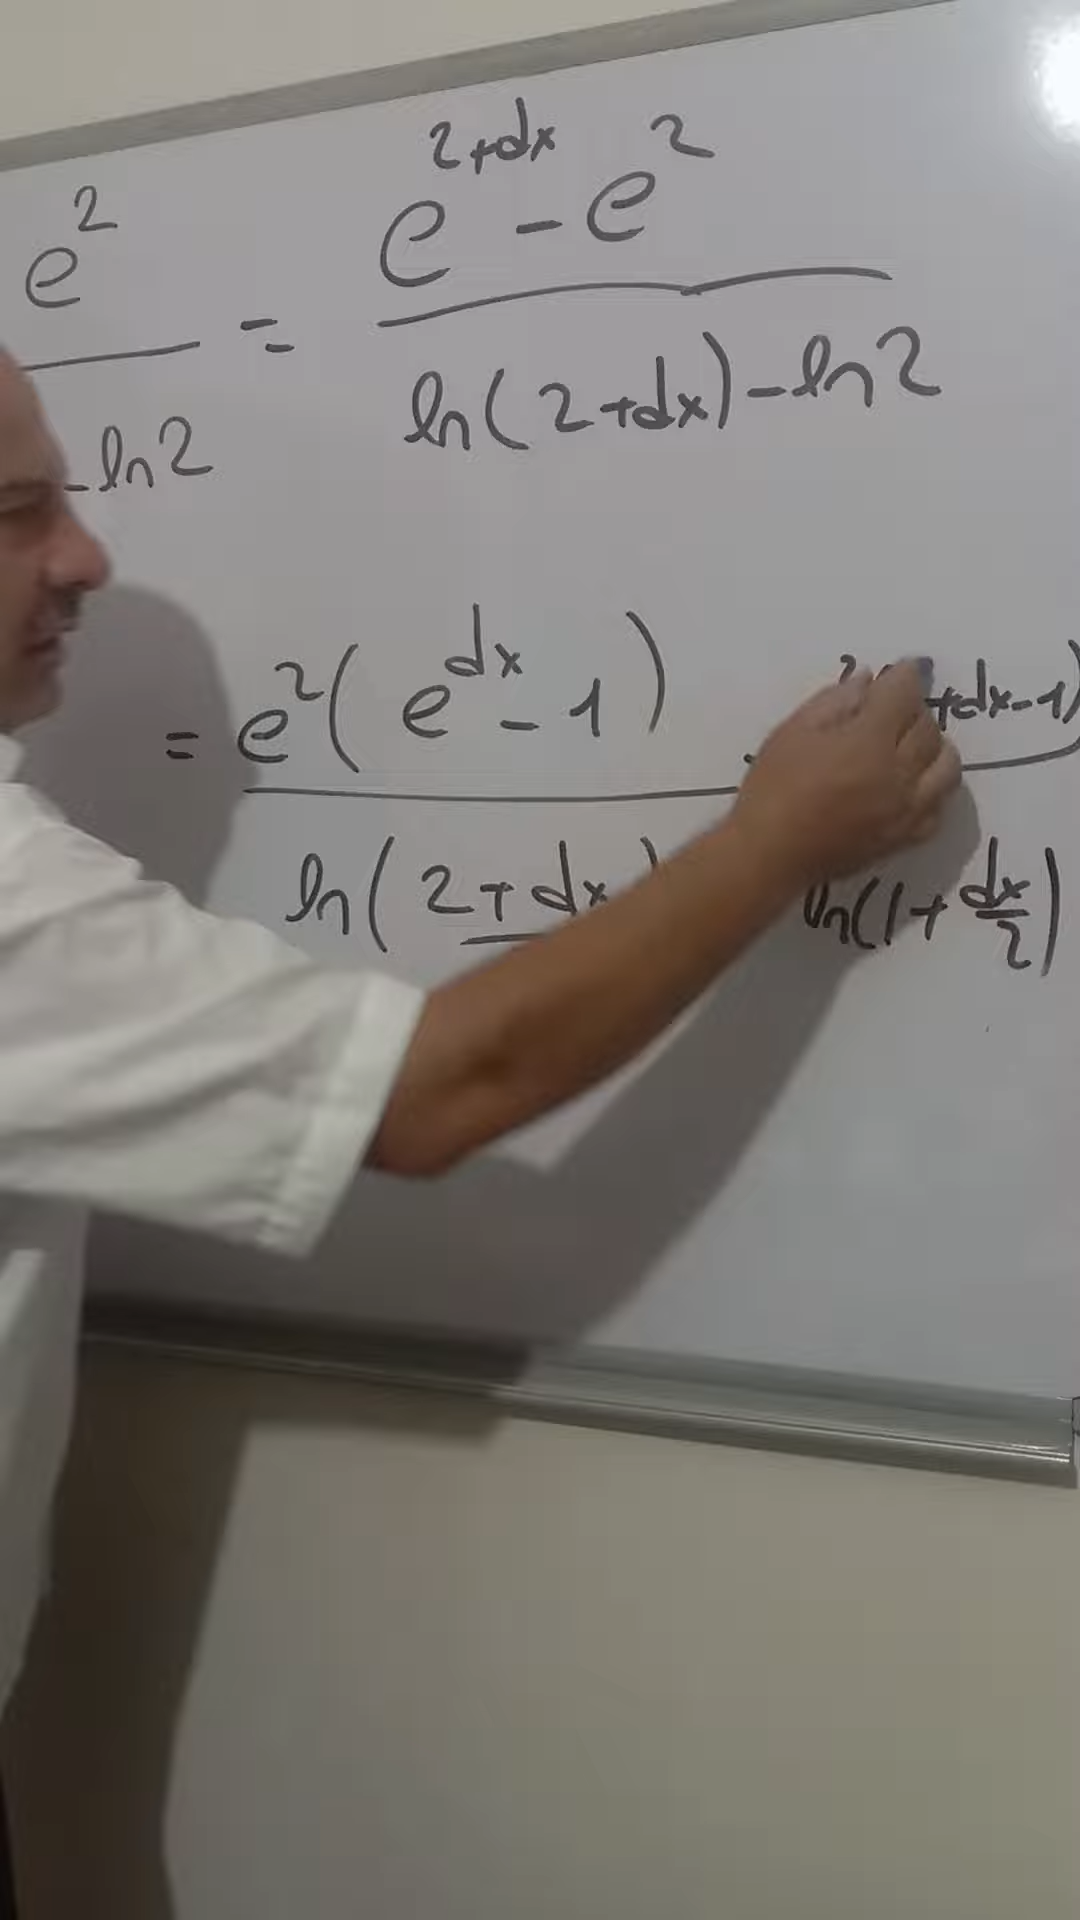 e^2 = e^{2+dx} - e^2
- ln2 ln(2+dx) - ln2
= e^2(e^{dx} - 1) +dx-1)
ln(2+dx ln(1+dx/2)